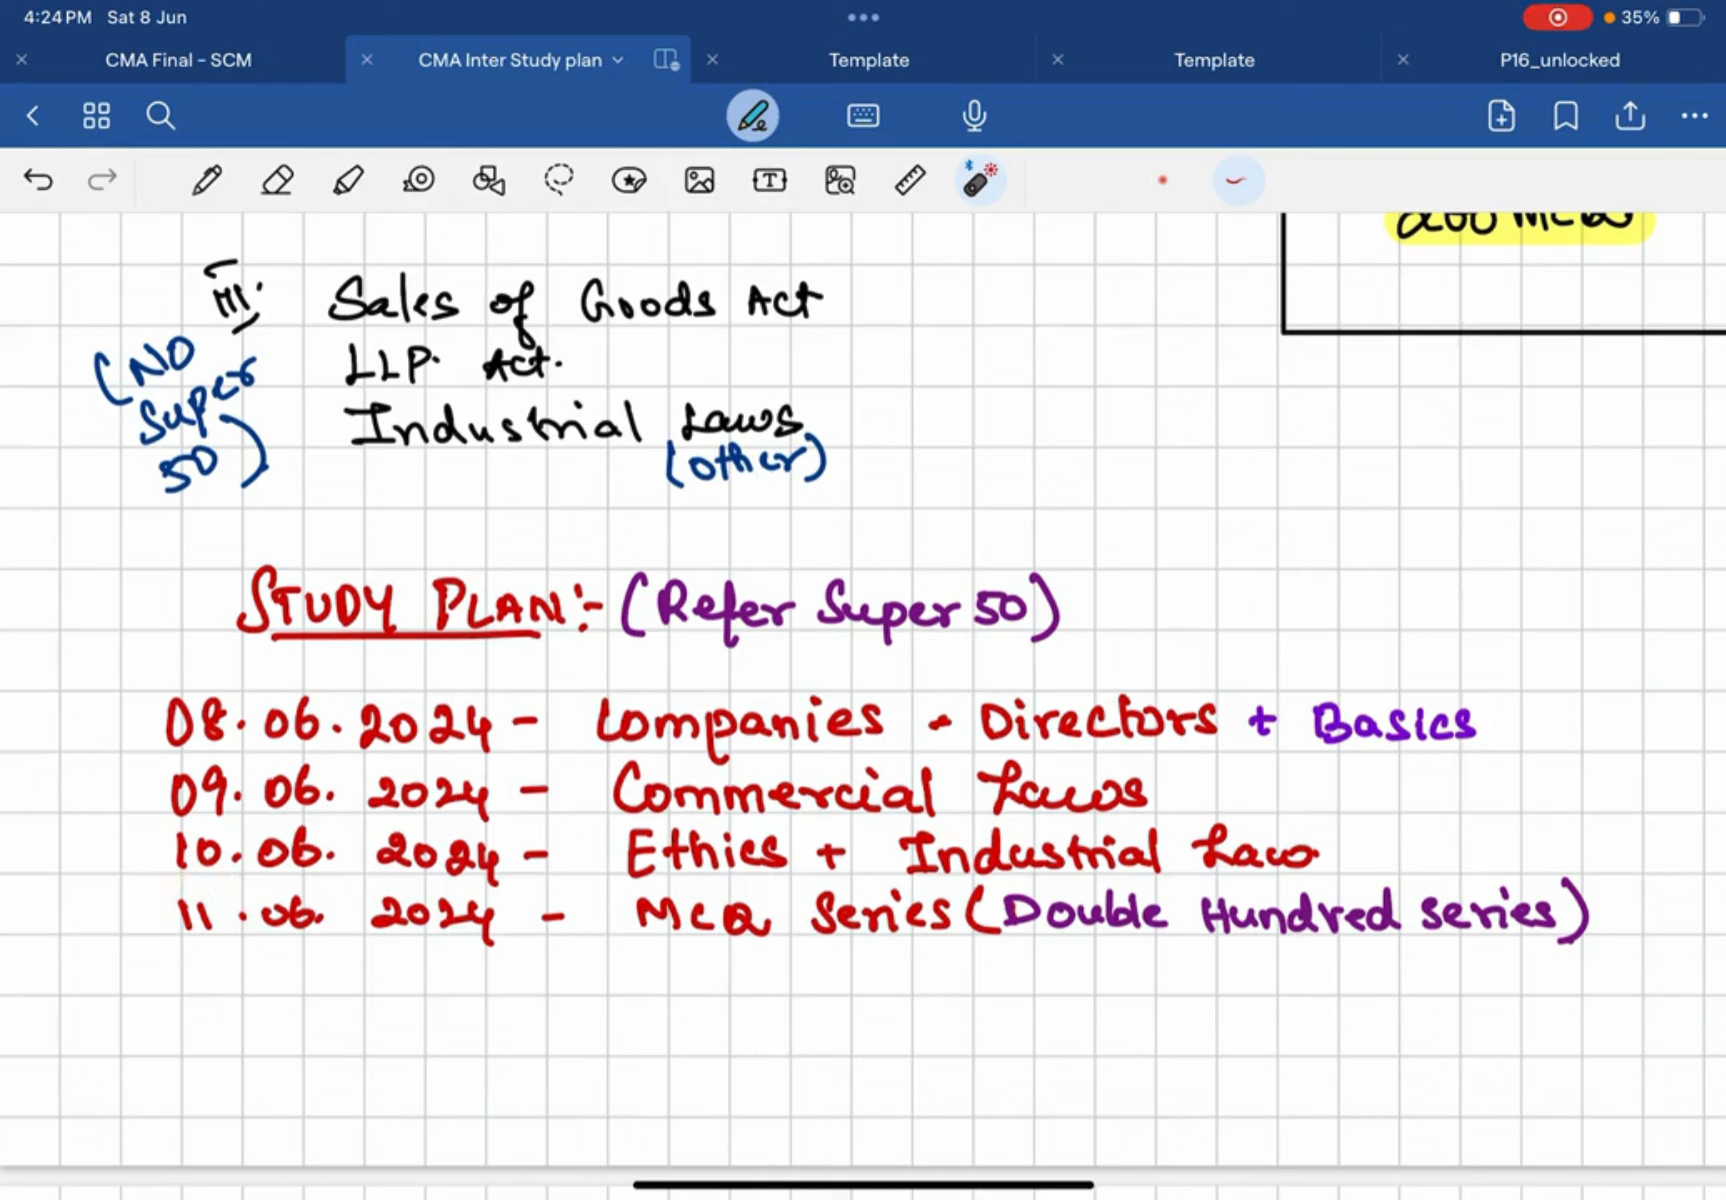 4:24 PM Sat 8 Jun
35%
CMA Final - SCM
CMA Inter Study plan
Template
Template
P16_unlocked
200 MCQ
III. Sales of Goods Act
LLP. Act.
Industrial Laws
(other)
(NO
Super
50)
STUDY PLAN:- (Refer Super 50)
08.06.2024 - Companies - Directors + Basics
09.06.2024 - Commercial Laws
10.06.2024 - Ethics + Industrial Law
11.06.2024 - MCQ Series (Double Hundred series)